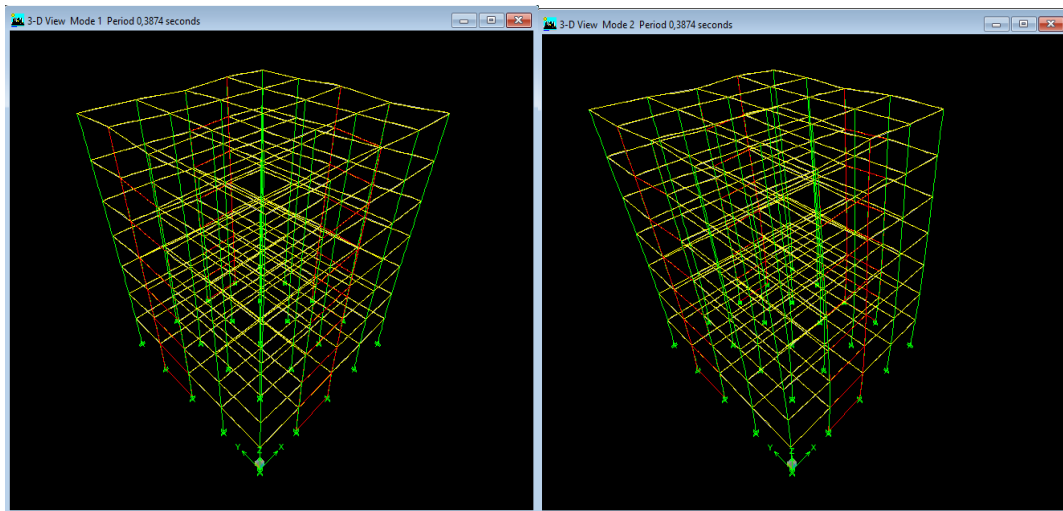 3-D View Mode 1 Period 0,3874 seconds
3-D View Mode 2 Period 0,3874 seconds
Y Z X
Y Z X